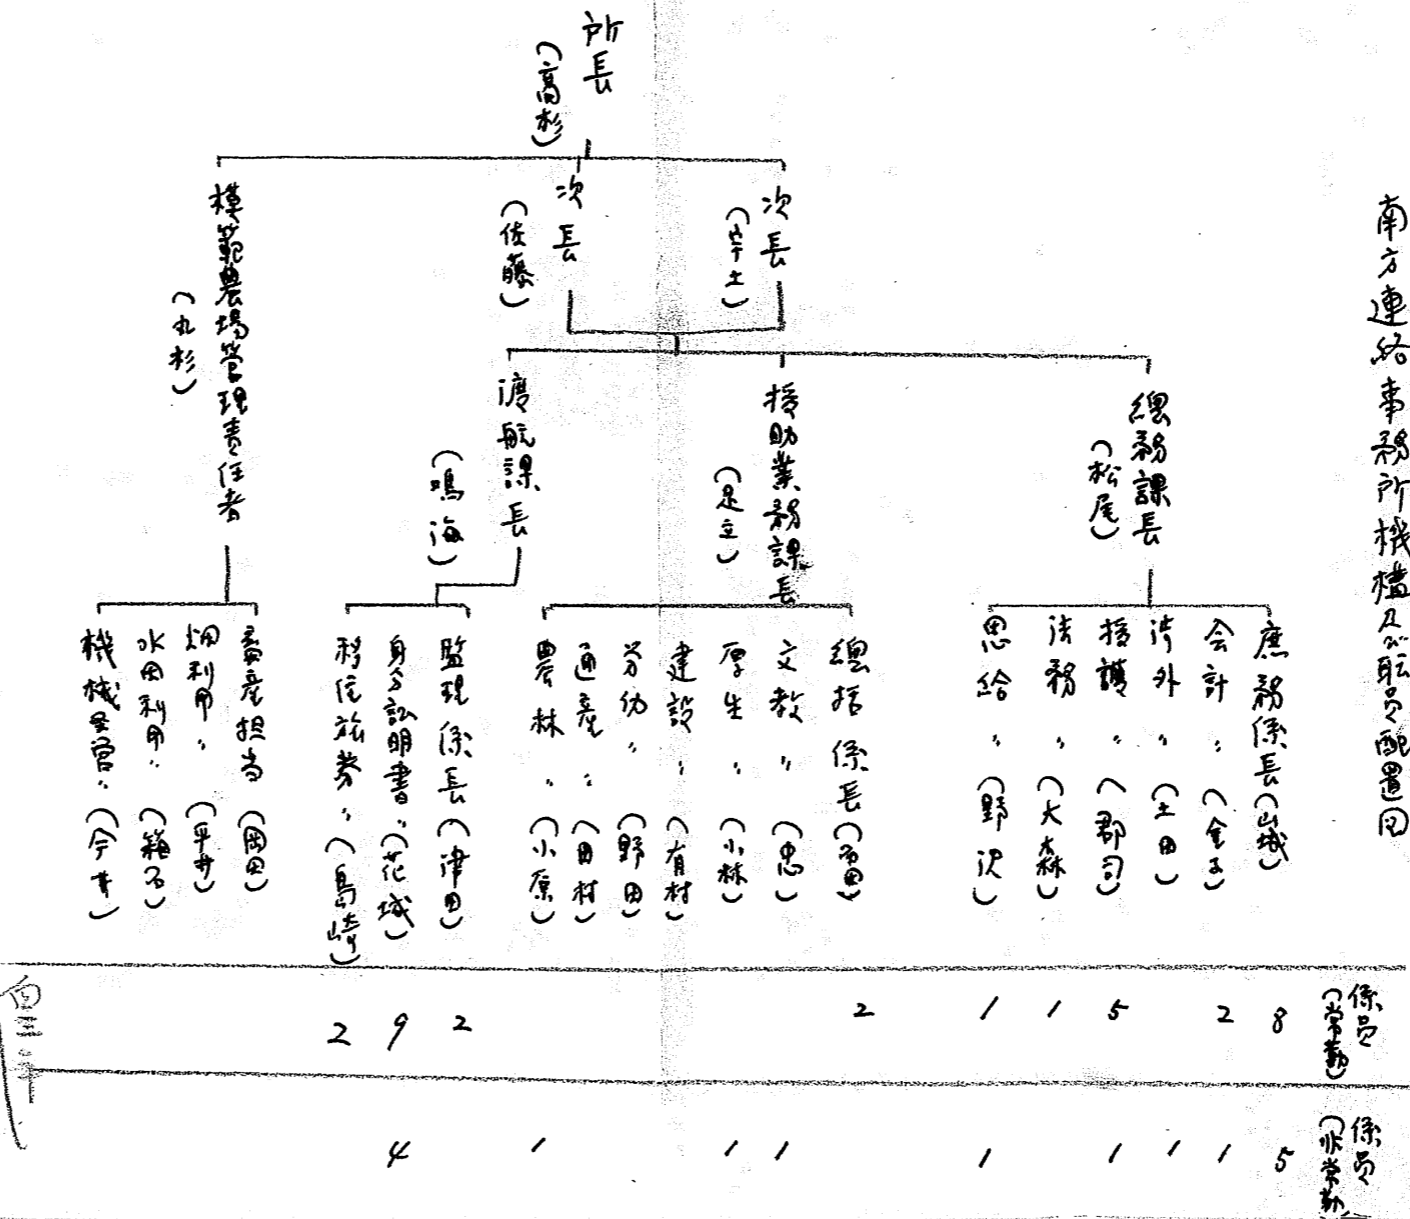 南方連絡事務所機構及び職員配置図
所長
(高杉)
次長
(宇土)
次長
(佐藤)
模範農場管理責任者
(丸杉)
總務課長
(松尾)
援助業務課長
(足立)
渡航課長
(鳴海)
庶務係長(山城)
会計〃(金子)
渉外〃(土田)
援護〃(郡司)
法務〃(大森)
恩給〃(野沢)
總括係長(富田)
文教〃(忠)
厚生〃(小林)
建設〃(有村)
労働〃(野田)
通産〃(田村)
農林〃(小原)
監理係長(津田)
身分証明書〃(花城)
移住旅券〃(島崎)
畜産担当(岡田)
畑利用〃(平井)
水田利用〃(箱石)
機械管〃(今井)
係員(常勤)
8 2 5 1 1 2 2 9 2
係員(非常勤)
5 1 1 1 1 1 1 1 4